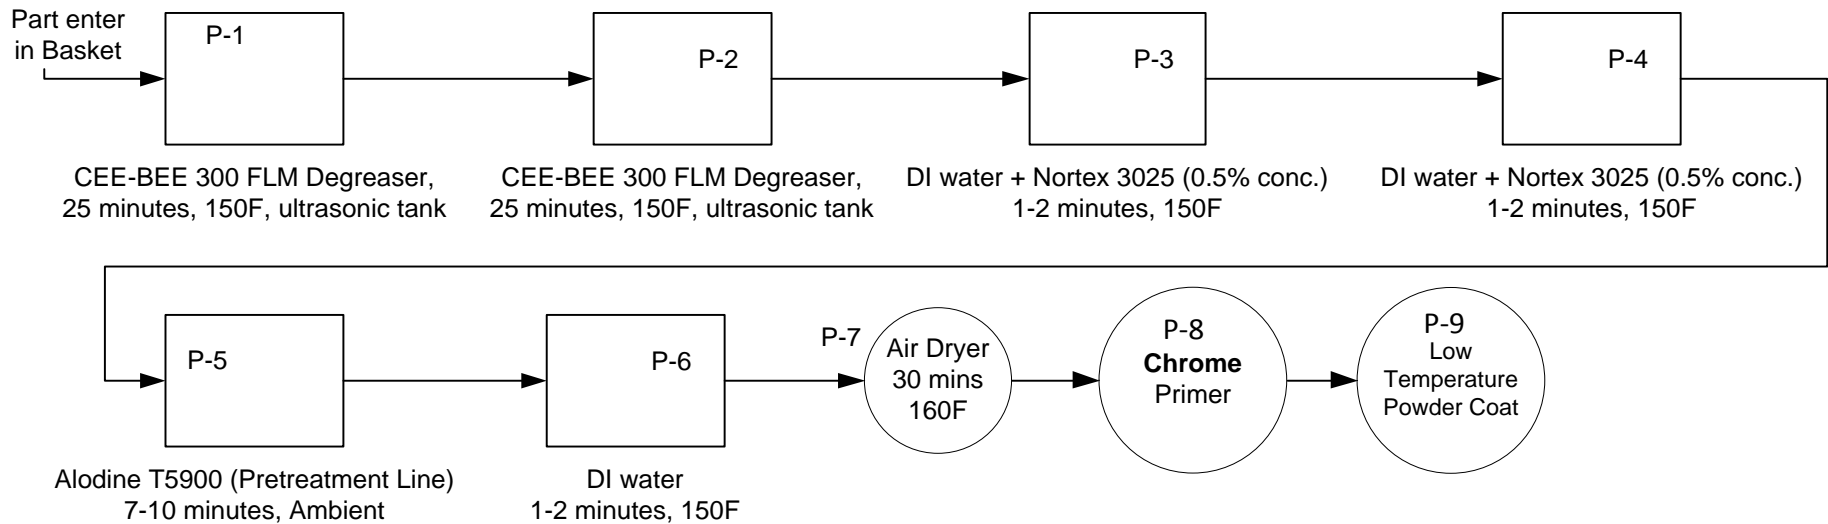 Part enter
in Basket
P-1
P-2
P-3
P-4
CEE-BEE 300 FLM Degreaser,
25 minutes, 150F, ultrasonic tank
CEE-BEE 300 FLM Degreaser,
25 minutes, 150F, ultrasonic tank
DI water + Nortex 3025 (0.5% conc.)
1-2 minutes, 150F
DI water + Nortex 3025 (0.5% conc.)
1-2 minutes, 150F
P-5
P-6
P-7
Air Dryer
30 mins
160F
P-8
Chrome
Primer
P-9
Low
Temperature
Powder Coat
Alodine T5900 (Pretreatment Line)
7-10 minutes, Ambient
DI water
1-2 minutes, 150F